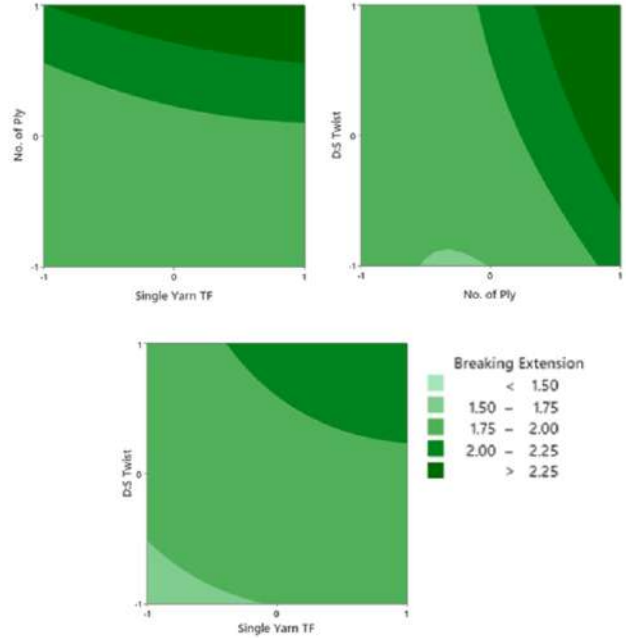 1
No. of Ply
0
-1
-1
0
1
Single Yarn TF
1
D:S Twist
0
-1
-1
0
1
No. of Ply
1
D:S Twist
0
-1
-1
0
1
Single Yarn TF
Breaking Extension
< 1.50
1.50 – 1.75
1.75 – 2.00
2.00 – 2.25
> 2.25